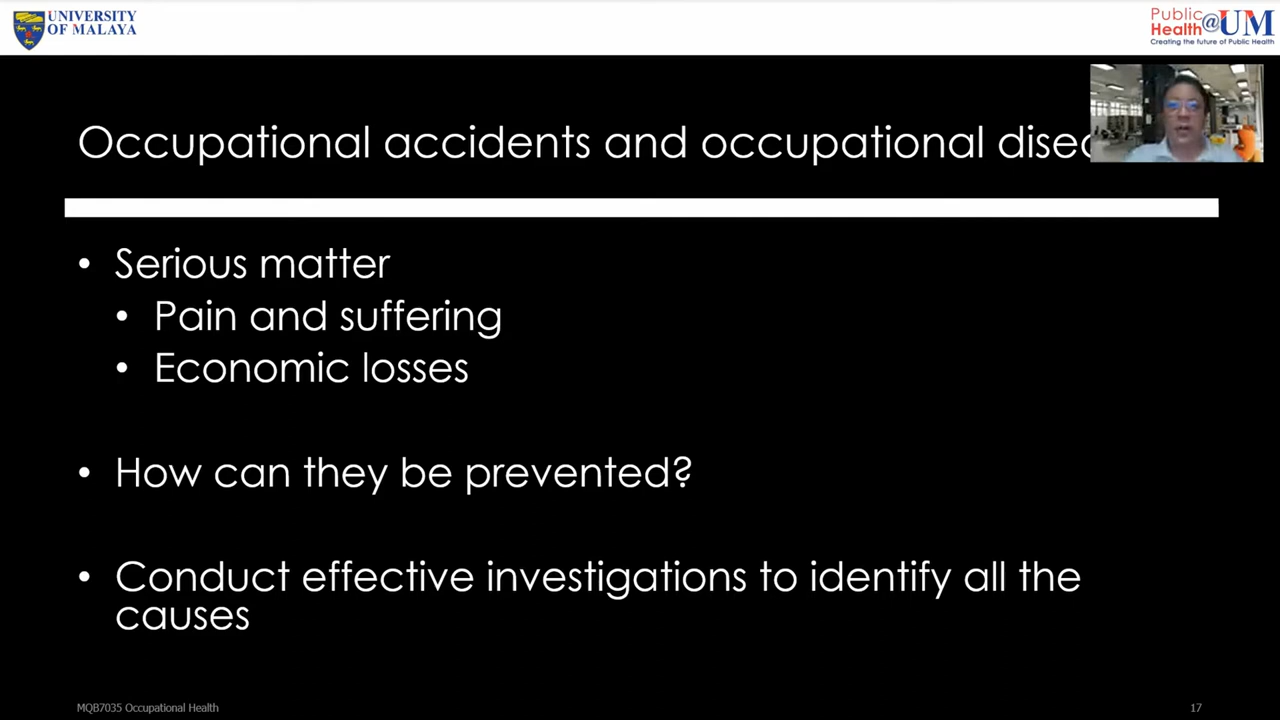 UNIVERSITY
OF MALAYA
Public
Health@UM
Creating the future of Public Health
Occupational accidents and occupational
• Serious matter
• Pain and suffering
• Economic losses
• How can they be prevented?
• Conduct effective investigations to identify all the
causes
MQB7035 Occupational Health
17